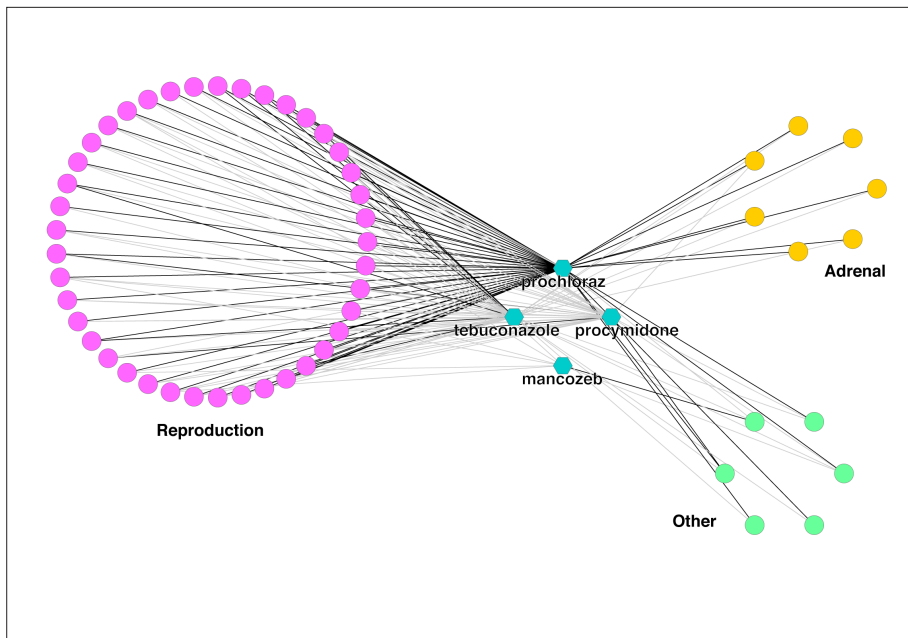 prochloraz
Adrenal
tebuconazole
procymidone
mancozeb
Reproduction
Other